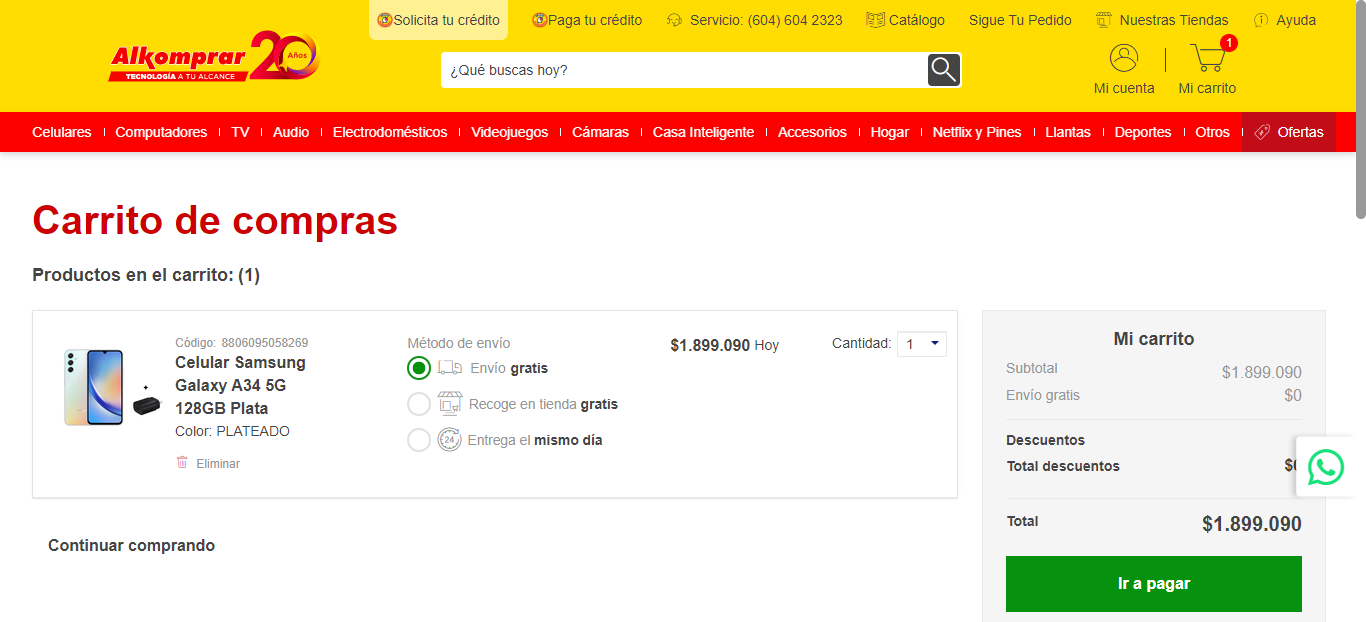 Solicita tu crédito
Paga tu crédito
Servicio: (604) 604 2323
Catálogo
Sigue Tu Pedido
Nuestras Tiendas
Ayuda
Alkomprar 20 Años
TECNOLOGÍA A TU ALCANCE
¿Qué buscas hoy?
1
Mi cuenta
Mi carrito
Celulares
Computadores
TV
Audio
Electrodomésticos
Videojuegos
Cámaras
Casa Inteligente
Accesorios
Hogar
Netflix y Pines
Llantas
Deportes
Otros
Ofertas
Carrito de compras
Productos en el carrito: (1)
Código: 8806095058269
Celular Samsung
Galaxy A34 5G
128GB Plata
Color: PLATEADO
Eliminar
Método de envío
Envío gratis
Recoge en tienda gratis
24
Entrega el mismo día
$1.899.090 Hoy
Cantidad: 1
Continuar comprando
Mi carrito
Subtotal $1.899.090
Envío gratis $0
Descuentos
Total descuentos
Total $1.899.090
Ir a pagar